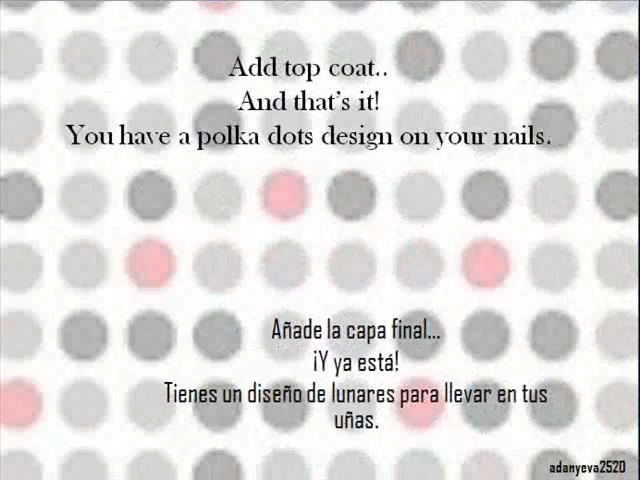 Add top coat..
And that's it!
You have a polka dots design on your nails.
Añade la capa final...
¡Y ya está!
Tienes un diseño de lunares para llevar en tus
uñas.
adanyeva2520